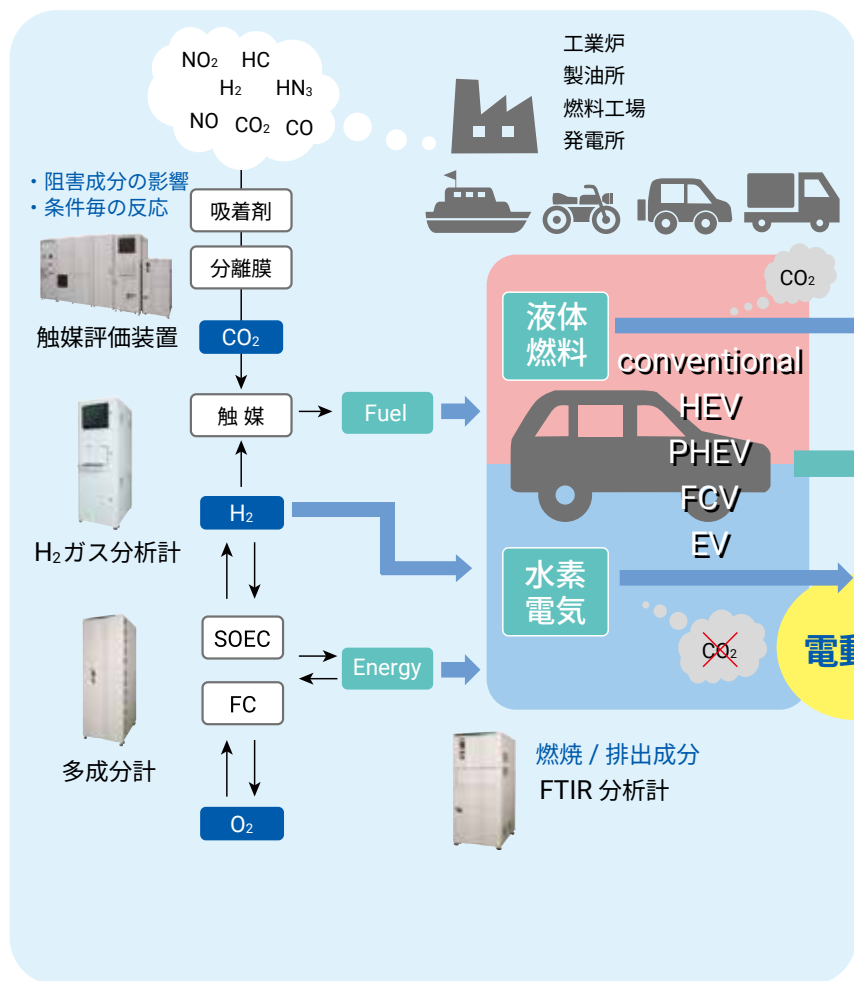 NO₂ HC
H₂ HN₃
NO CO₂ CO
工業炉
製油所
燃料工場
発電所
・阻害成分の影響
・条件毎の反応
吸着剤
分離膜
触媒評価装置
CO₂
触 媒
Fuel
H₂
H₂ガス分析計
SOEC
FC
Energy
多成分計
O₂
CO₂
液体
燃料
conventional
HEV
PHEV
FCV
EV
水素
電気
CO₂
電動
燃焼 / 排出成分
FTIR 分析計